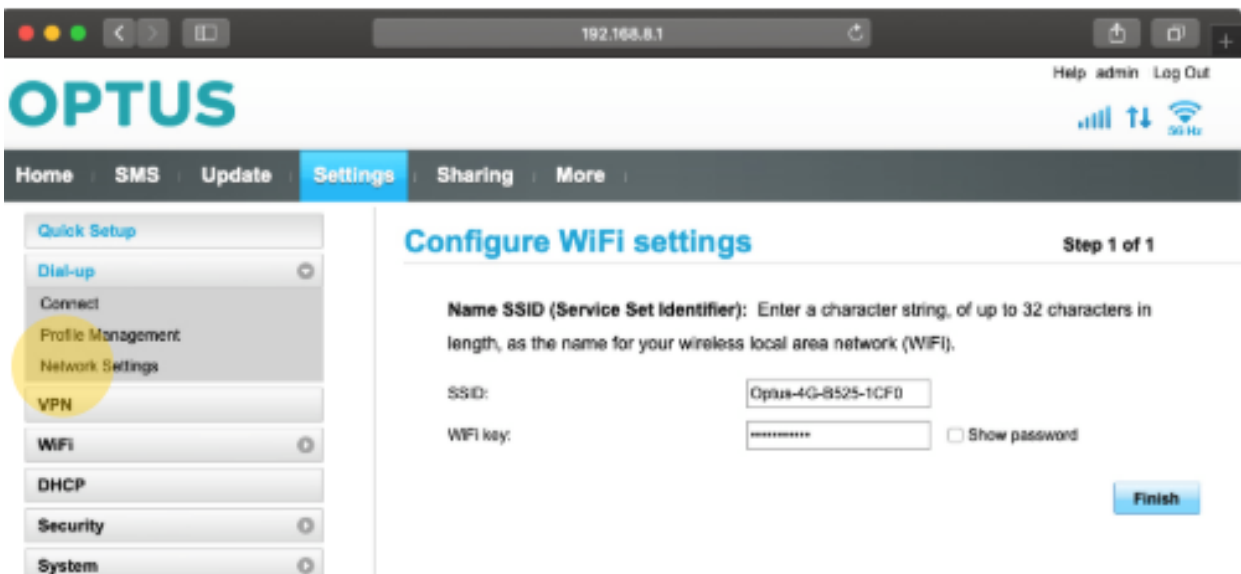 192.168.8.1
Help admin Log Out
OPTUS
5G Hz
Home SMS Update Settings Sharing More
Quick Setup
Dial-up
Connect
Profile Management
Network Settings
VPN
WiFi
DHCP
Security
System
Configure WiFi settings
Step 1 of 1
Name SSID (Service Set Identifier): Enter a character string, of up to 32 characters in
length, as the name for your wireless local area network (WiFi).
SSID: Optus-4G-B525-1CF0
WiFi key: ············ Show password
Finish